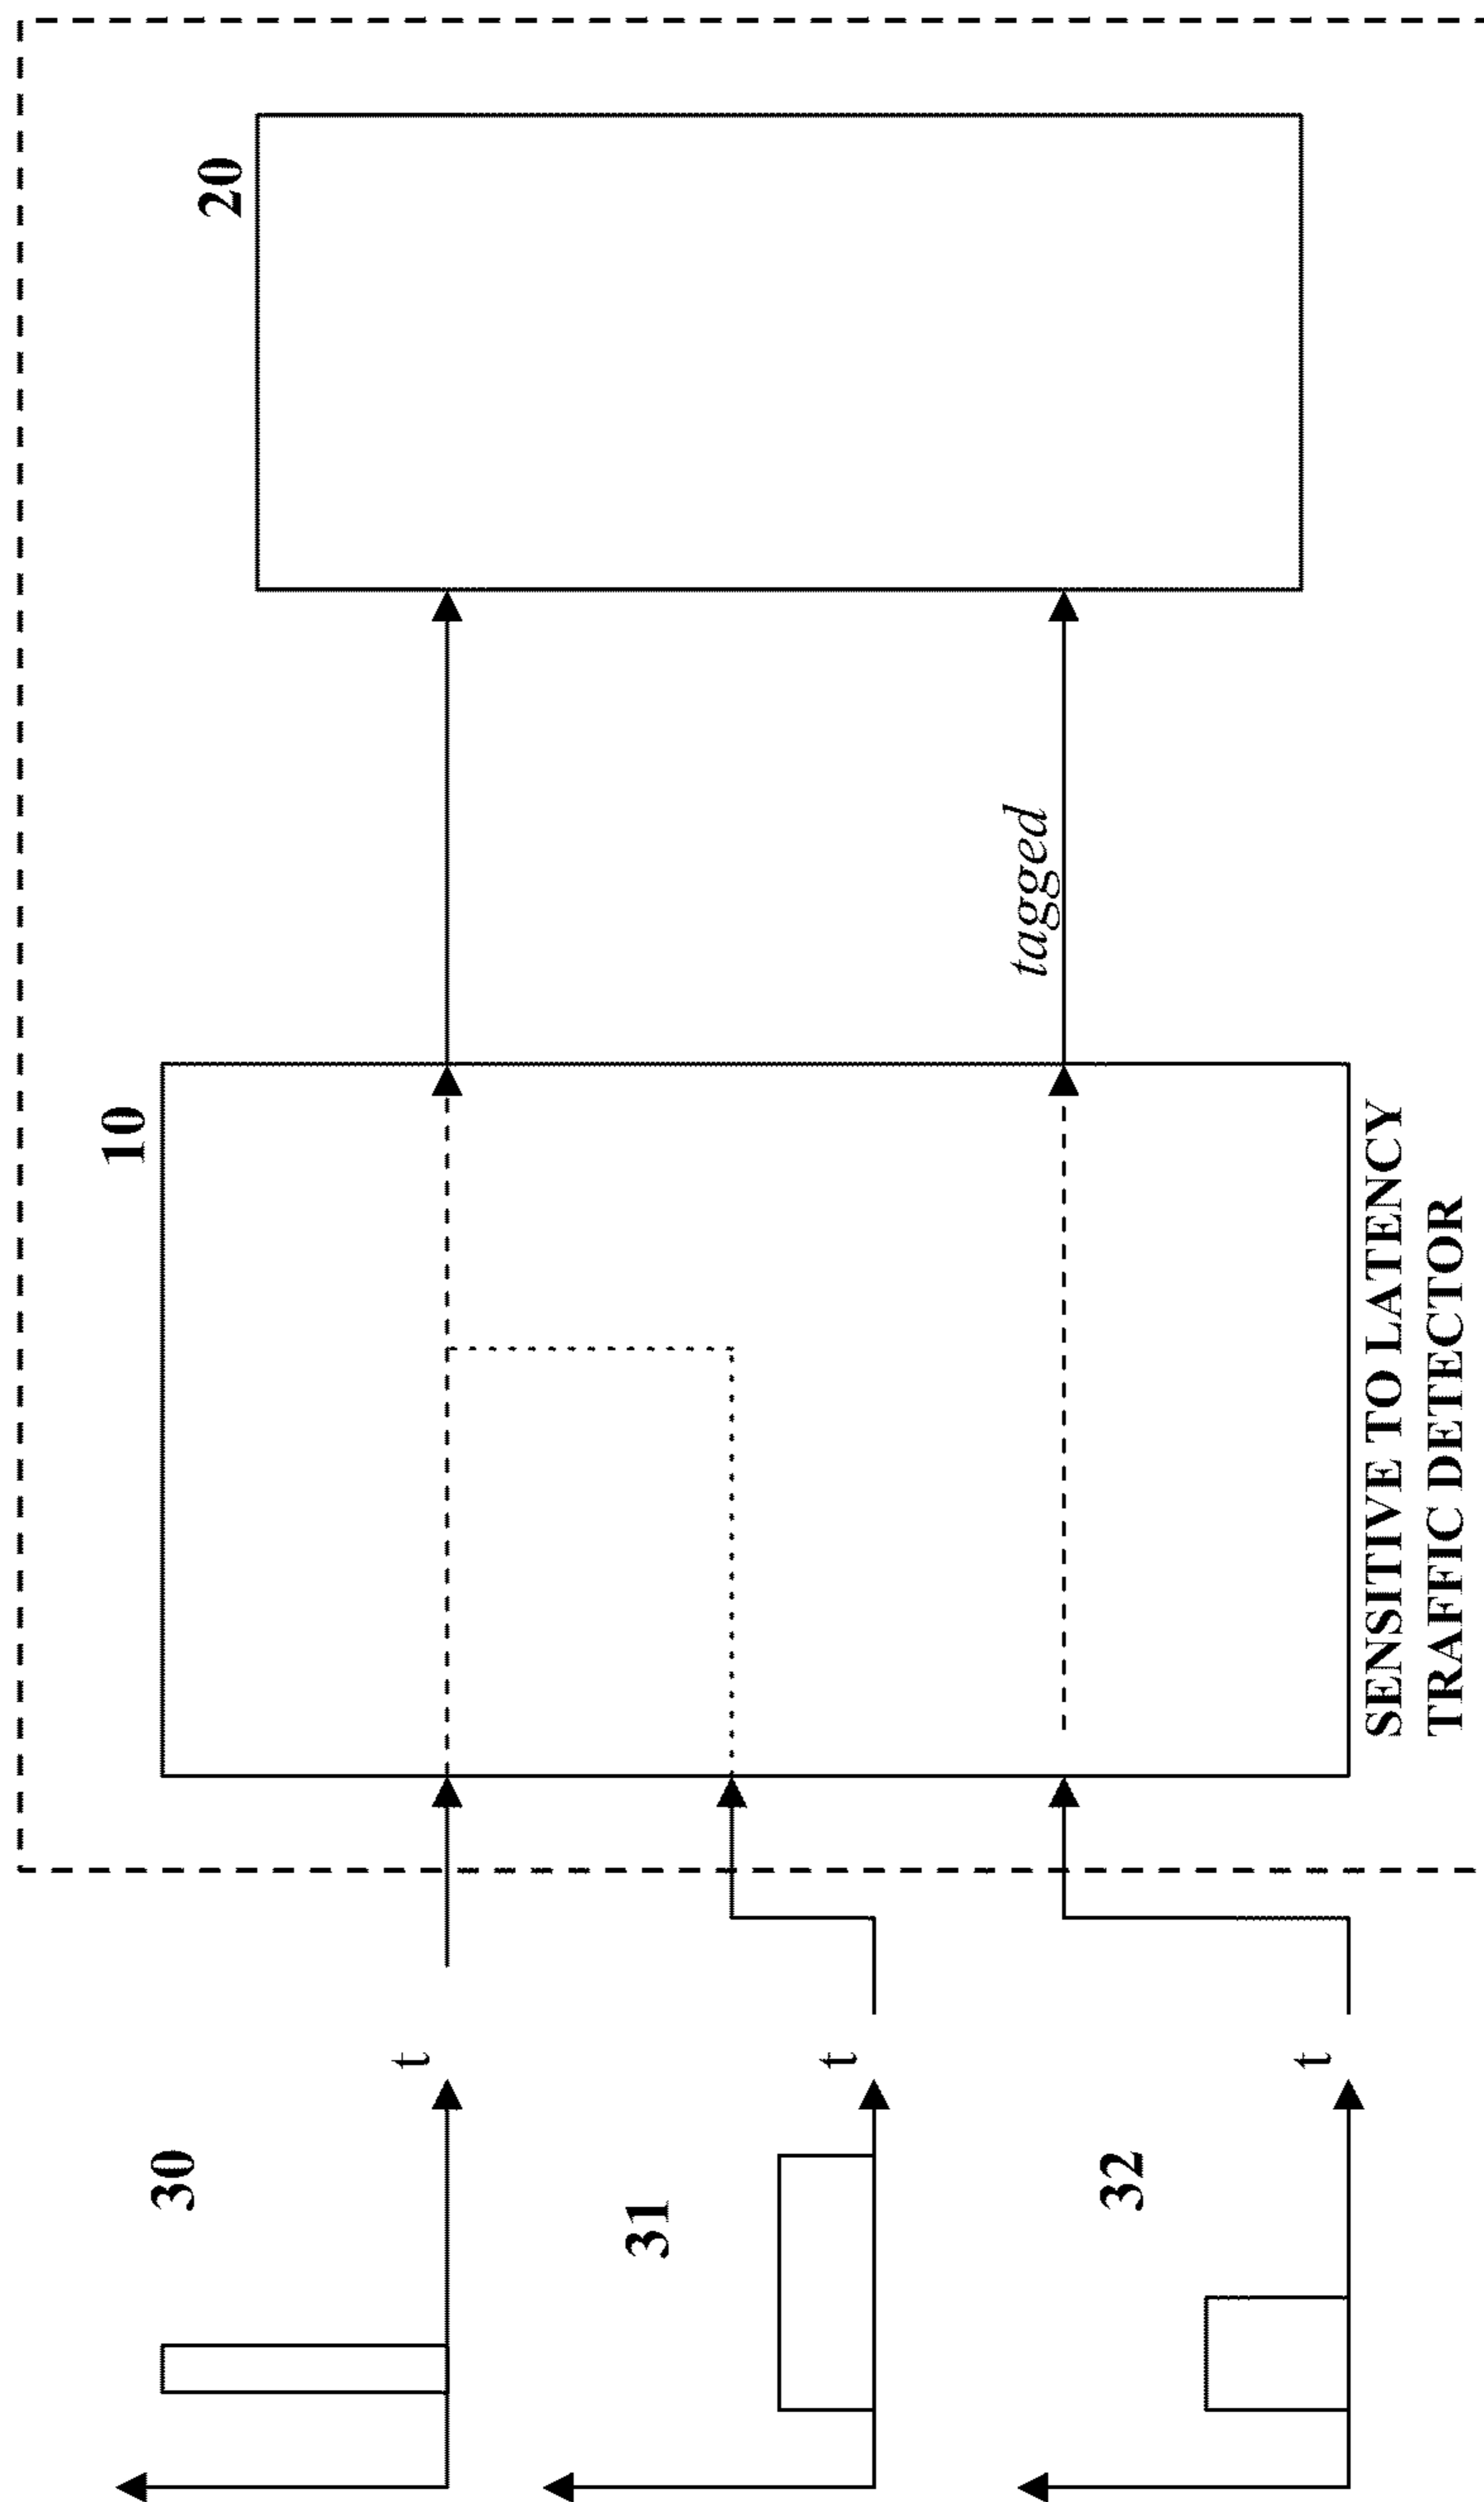 30
t
31
t
32
t
10
20
tagged
SENSITIVE TO LATENCY
TRAFFIC DETECTOR